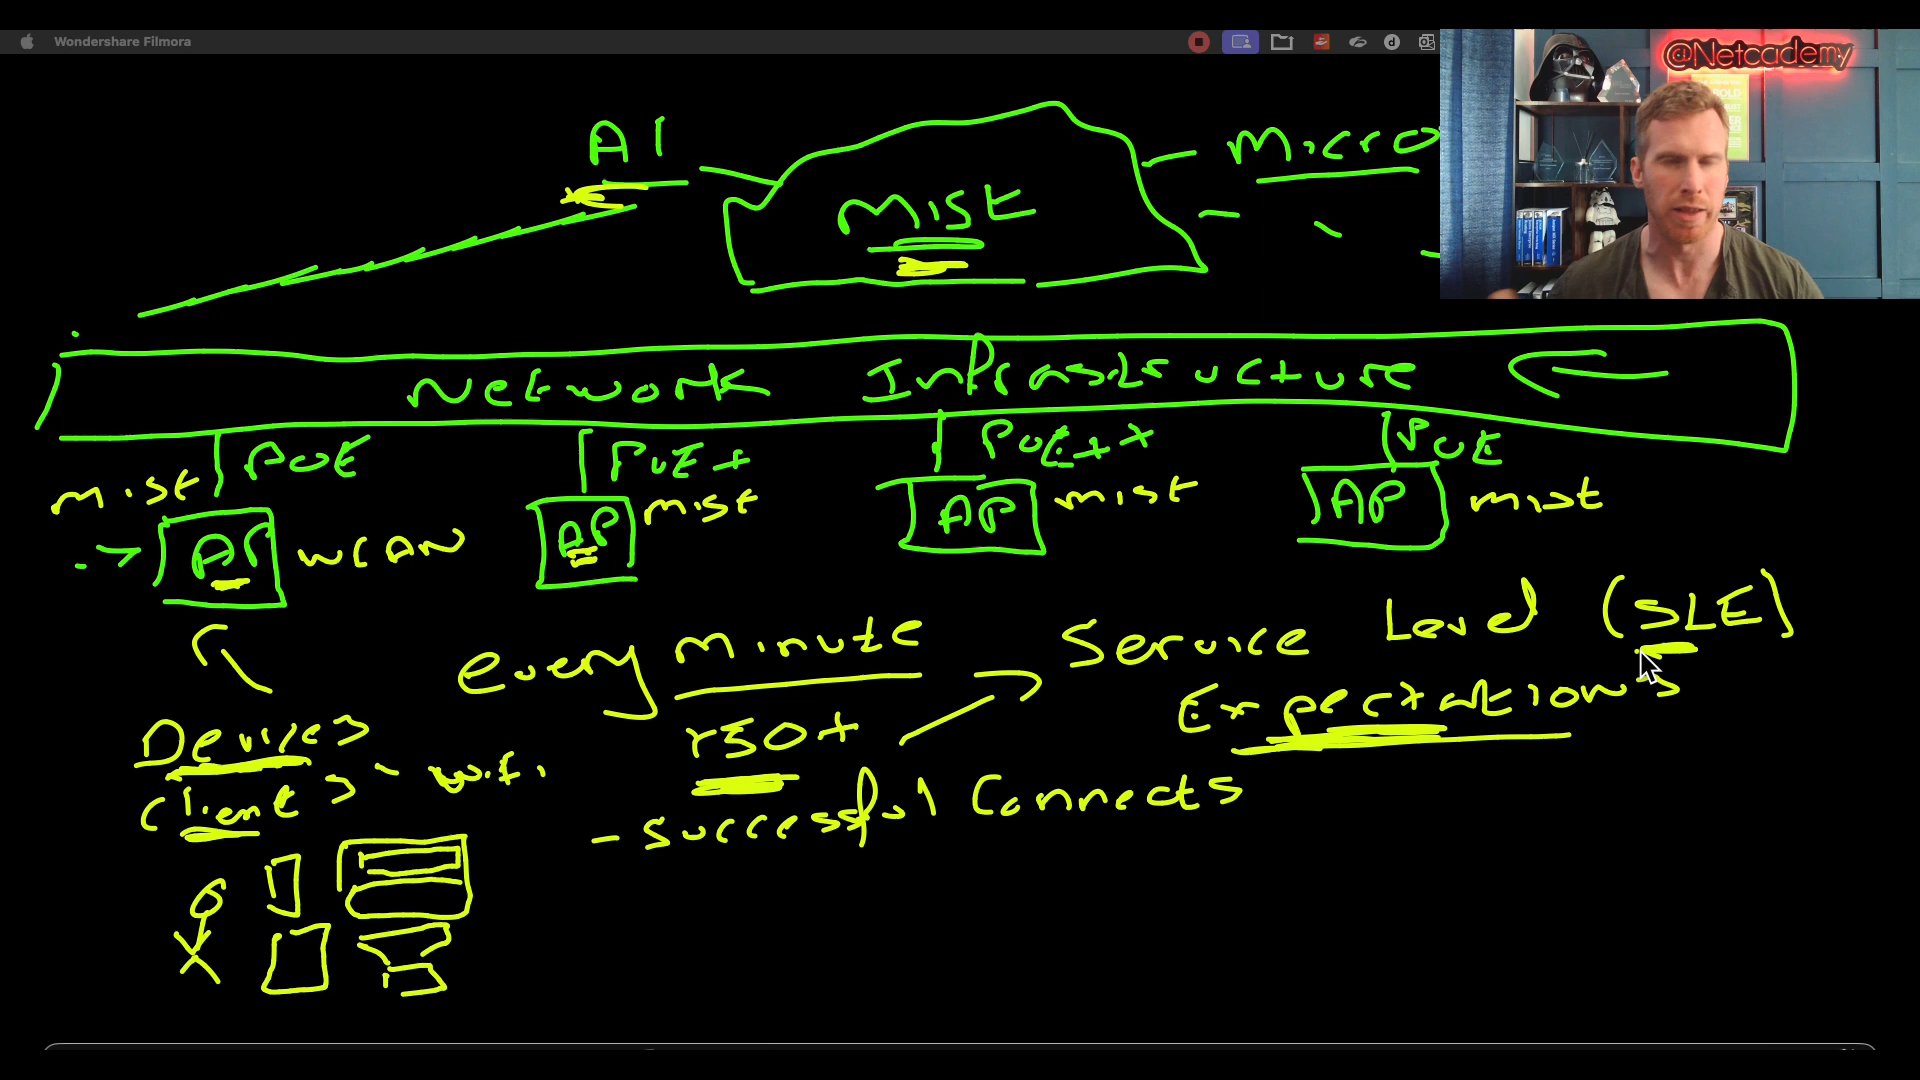 Wondershare Filmora
@Netcademy
AI
Mist
Micro
Network Infrastructure
PoE
PoE+
PoE++
PoE
mist
mist
mist
mist
AP
WLAN
AP
AP
AP
every minute
150+
Service Level (SLE)
Expectations
Devices
Clients - wifi
- successful Connects